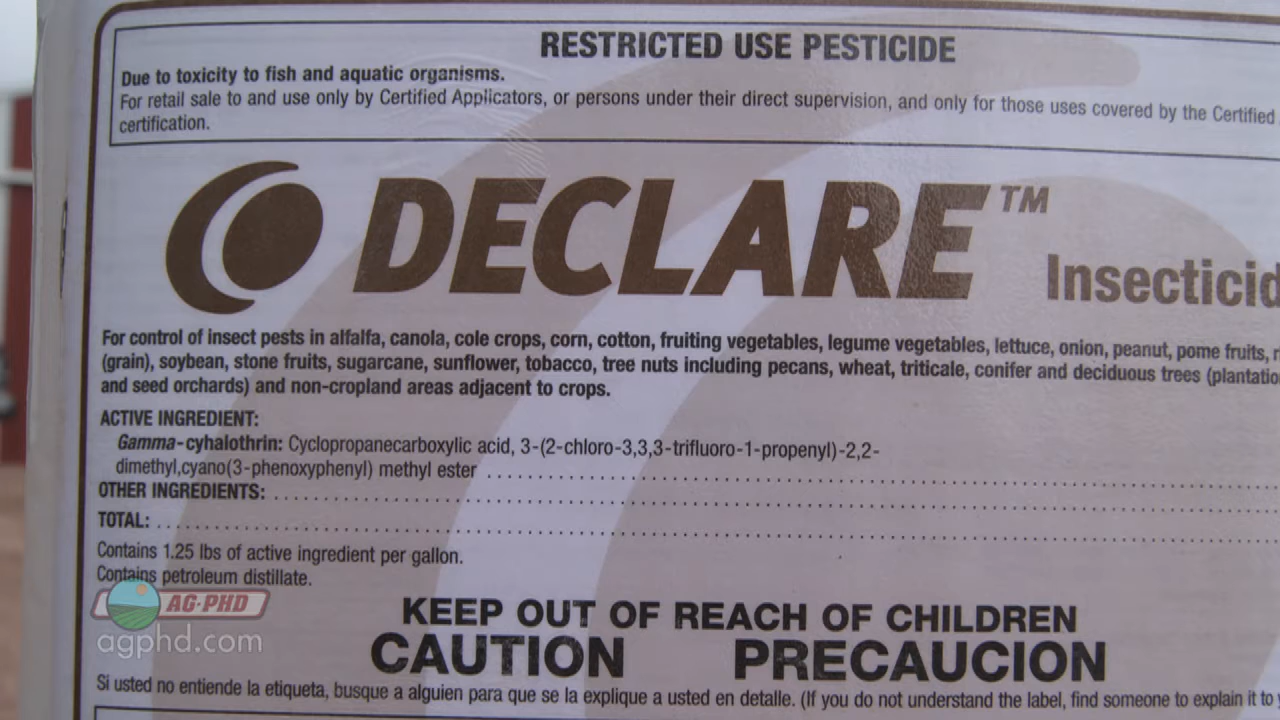 RESTRICTED USE PESTICIDE
Due to toxicity to fish and aquatic organisms.
For retail sale to and use only by Certified Applicators, or persons under their direct supervision, and only for those uses covered by the Certified
certification.
DECLARE™
Insecticid
For control of insect pests in alfalfa, canola, cole crops, corn, cotton, fruiting vegetables, legume vegetables, lettuce, onion, peanut, pome fruits,
(grain), soybean, stone fruits, sugarcane, sunflower, tobacco, tree nuts including pecans, wheat, triticale, conifer and deciduous trees (plantatio
and seed orchards) and non-cropland areas adjacent to crops.
ACTIVE INGREDIENT:
Gamma-cyhalothrin: Cyclopropanecarboxylic acid, 3-(2-chloro-3,3,3-trifluoro-1-propenyl)-2,2-
dimethyl,cyano(3-phenoxyphenyl) methyl ester
OTHER INGREDIENTS:
TOTAL:
Contains 1.25 lbs of active ingredient per gallon.
Contains petroleum distillate.
AG·PHD
agphd.com
KEEP OUT OF REACH OF CHILDREN
CAUTION PRECAUCION
Si usted no entiende la etiqueta, busque a alguien para que se la explique a usted en detalle. (If you do not understand the label, find someone to explain it to